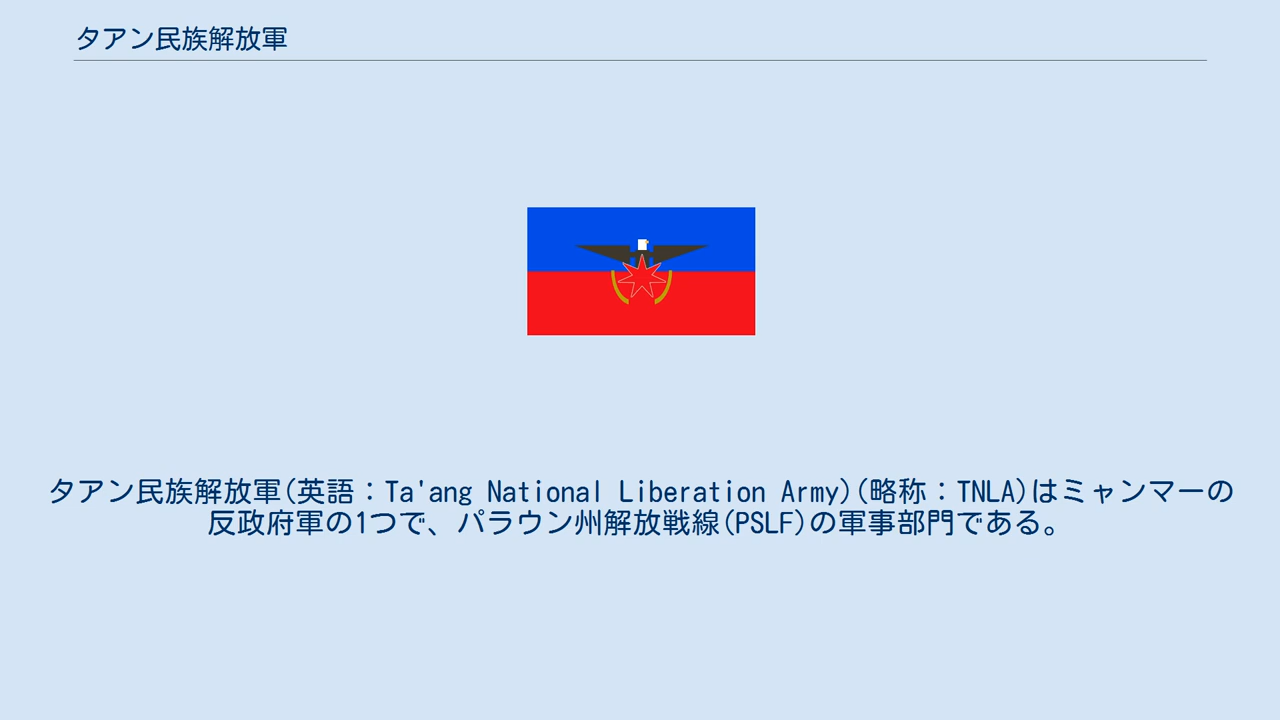 タアン民族解放軍
タアン民族解放軍(英語：Ta'ang National Liberation Army)(略称：TNLA)はミャンマーの
反政府軍の1つで、パラウン州解放戦線(PSLF)の軍事部門である。